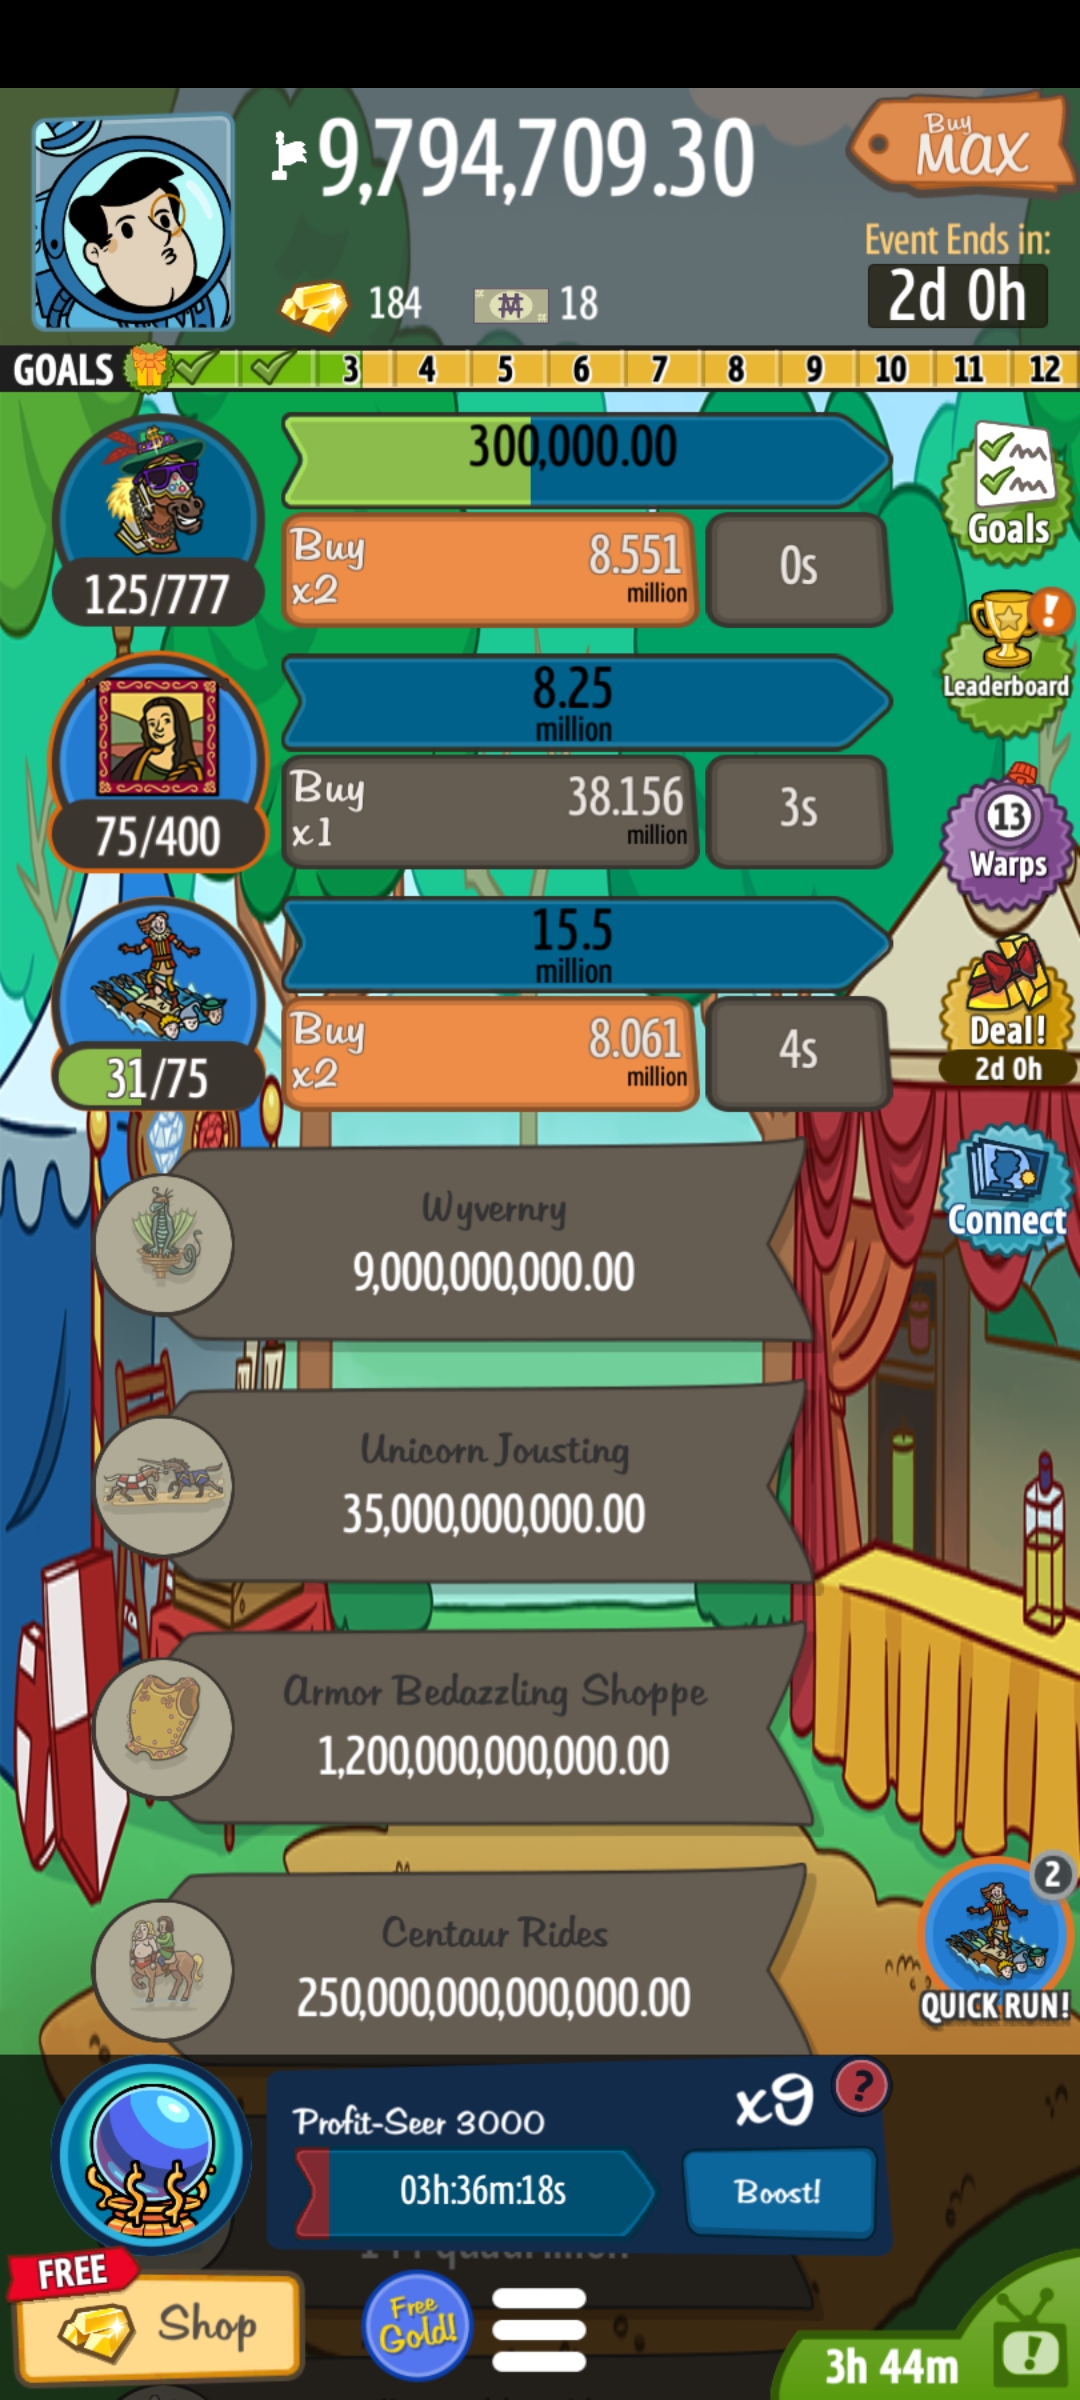 9,794,709.30
Buy
MAX
Event Ends in:
2d 0h
184
18
GOALS 3 4 5 6 7 8 9 10 11 12
300,000.00
125/777
Buy
x2
8.551
million
0s
Goals
8.25
million
75/400
Buy
x1
38.156
million
3s
!
Leaderboard
13
Warps
15.5
million
31/75
Buy
x2
8.061
million
4s
Deal!
2d 0h
Wyvernry
9,000,000,000.00
Connect
Unicorn Jousting
35,000,000,000.00
Armor Bedazzling Shoppe
1,200,000,000,000.00
Centaur Rides
250,000,000,000,000.00
2
QUICK RUN!
Profit-Seer 3000
x9
?
03h:36m:18s
Boost!
FREE
Shop
Free
Gold!
3h 44m
!